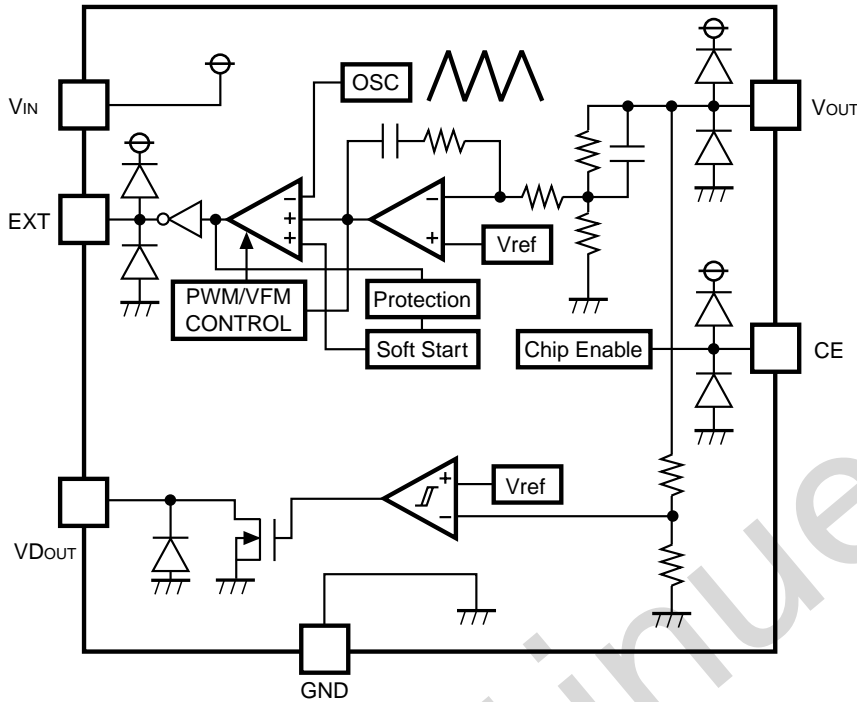 OSC
VIN
VOUT
EXT
Vref
PWM/VFM
CONTROL
Protection
Soft Start
Chip Enable
CE
Vref
VDOUT
GND